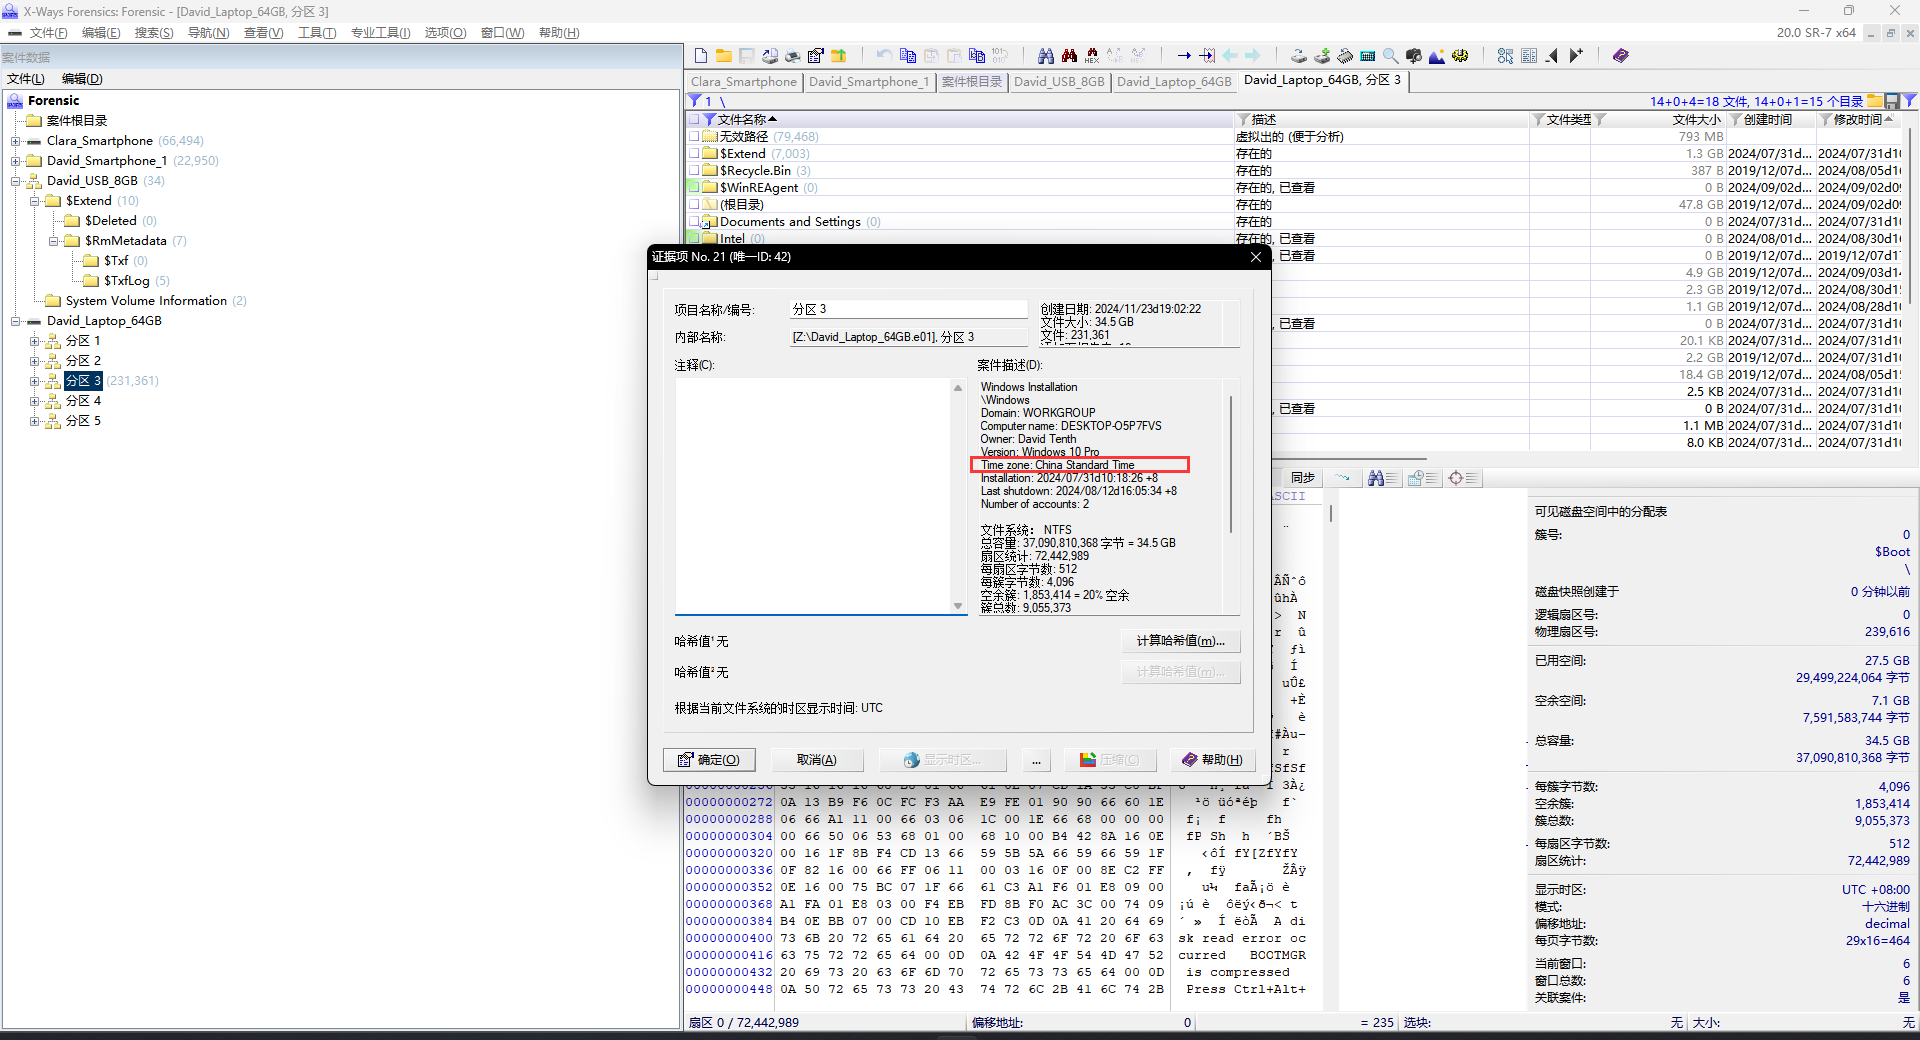 X-Ways Forensics: Forensic - [David_Laptop_64GB, 分区 3]
文件(F) 编辑(E) 搜索(S) 导航(N) 查看(V) 工具(T) 专业工具(I) 选项(O) 窗口(W) 帮助(H) 20.0 SR-7 x64
案件数据
文件(L) 编辑(D)
Forensic
案件根目录
Clara_Smartphone (66,494)
David_Smartphone_1 (22,950)
David_USB_8GB (34)
$Extend (10)
$Deleted (0)
$RmMetadata (7)
$Txf (0)
$TxfLog (5)
System Volume Information (2)
David_Laptop_64GB
分区 1
分区 2
分区 3 (231,361)
分区 4
分区 5
Clara_Smartphone David_Smartphone_1 案件根目录 David_USB_8GB David_Laptop_64GB David_Laptop_64GB, 分区 3
1 \ 14+0+4=18 文件, 14+0+1=15 个目录
文件名称 描述 文件类型 文件大小 创建时间 修改时间
无效路径 (79,468) 虚拟出的 (便于分析) 793 MB
$Extend (7,003) 存在的 1.3 GB 2024/07/31d... 2024/07/31d1
$Recycle.Bin (3) 存在的 387 B 2019/12/07d... 2024/08/05d1
$WinREAgent (0) 存在的, 已查看 0 B 2024/09/02d... 2024/09/02d0
(根目录) 存在的 47.8 GB 2019/12/07d... 2024/09/02d0
Documents and Settings (0) 存在的 0 B 2024/07/31d... 2024/07/31d1
Intel (0) 存在的, 已查看 0 B 2024/08/01d... 2024/08/30d1
, 已查看 0 B 2019/12/07d... 2019/12/07d1
4.9 GB 2019/12/07d... 2024/09/03d1
2.3 GB 2019/12/07d... 2024/08/30d1
1.1 GB 2019/12/07d... 2024/08/28d1
, 已查看 0 B 2024/07/31d... 2024/07/31d1
20.1 KB 2024/07/31d... 2024/07/31d1
2.2 GB 2019/12/07d... 2024/07/31d1
18.4 GB 2019/12/07d... 2024/08/05d1
2.5 KB 2024/07/31d... 2024/07/31d1
, 已查看 0 B 2024/07/31d... 2024/07/31d1
1.1 MB 2024/07/31d... 2024/07/31d1
8.0 KB 2024/07/31d... 2024/07/31d1
证据项 No. 21 (唯一ID: 42)
项目名称/编号: 分区 3
内部名称: [Z:\David_Laptop_64GB.e01], 分区 3
创建日期: 2024/11/23d19:02:22
文件大小: 34.5 GB
文件: 231,361
注释(C): 案件描述(D):
Windows Installation
\Windows
Domain: WORKGROUP
Computer name: DESKTOP-O5P7FVS
Owner: David Tenth
Version: Windows 10 Pro
Time zone: China Standard Time
Installation: 2024/07/31d10:18:26 +8
Last shutdown: 2024/08/12d16:05:34 +8
Number of accounts: 2
文件系统: NTFS
总容量: 37,090,810,368 字节 = 34.5 GB
扇区统计: 72,442,989
每扇区字节数: 512
每簇字节数: 4,096
空余簇: 1,853,414 = 20% 空余
簇总数: 9,055,373
哈希值¹ 无 计算哈希值(m)...
哈希值² 无 计算哈希值(m)...
根据当前文件系统的时区显示时间: UTC
确定(O) 取消(A) 显示时区... ... 压缩(C) 帮助(H)
同步
ASCII
可见磁盘空间中的分配表
簇号: 0
$Boot
\
磁盘快照创建于 0 分钟以前
逻辑扇区号: 0
物理扇区号: 239,616
已用空间: 27.5 GB
29,499,224,064 字节
空余空间: 7.1 GB
7,591,583,744 字节
总容量: 34.5 GB
37,090,810,368 字节
每簇字节数: 4,096
空余簇: 1,853,414
簇总数: 9,055,373
每扇区字节数: 512
扇区统计: 72,442,989
显示时区: UTC +08:00
模式: 十六进制
偏移地址: decimal
每页字节数: 29x16=464
当前窗口: 6
窗口总数: 6
关联案件: 是
00000000272 0A 13 B9 F6 0C FC F3 AA E9 FE 01 90 90 66 60 1E ¹ö üóªéþ f`
00000000288 06 66 A1 11 00 66 03 06 1C 00 1E 66 68 00 00 00 f¡ f fh
00000000304 00 66 50 06 53 68 01 00 68 10 00 B4 42 8A 16 0E fP Sh h ´BŠ
00000000320 00 16 1F 8B F4 CD 13 66 59 5B 5A 66 59 66 59 1F ‹ôÍ fY[ZfYfY
00000000336 0F 82 16 00 66 FF 06 11 00 03 16 0F 00 8E C2 FF ‚ fÿ ŽÂÿ
00000000352 0E 16 00 75 BC 07 1F 66 61 C3 A1 F6 01 E8 09 00 u¼ faÃ¡ö è
00000000368 A1 FA 01 E8 03 00 F4 EB FD 8B F0 AC 3C 00 74 09 ¡ú è ôëý‹ð¬< t
00000000384 B4 0E BB 07 00 CD 10 EB F2 C3 0D 0A 41 20 64 69 ´ » Í ëòÃ A di
00000000400 73 6B 20 72 65 61 64 20 65 72 72 6F 72 20 6F 63 sk read error oc
00000000416 63 75 72 72 65 64 00 0D 0A 42 4F 4F 54 4D 47 52 curred BOOTMGR
00000000432 20 69 73 20 63 6F 6D 70 72 65 73 73 65 64 00 0D is compressed
00000000448 0A 50 72 65 73 73 20 43 74 72 6C 2B 41 6C 74 2B Press Ctrl+Alt+
扇区 0 / 72,442,989 偏移地址: 0 = 235 选块: 无 大小: 无